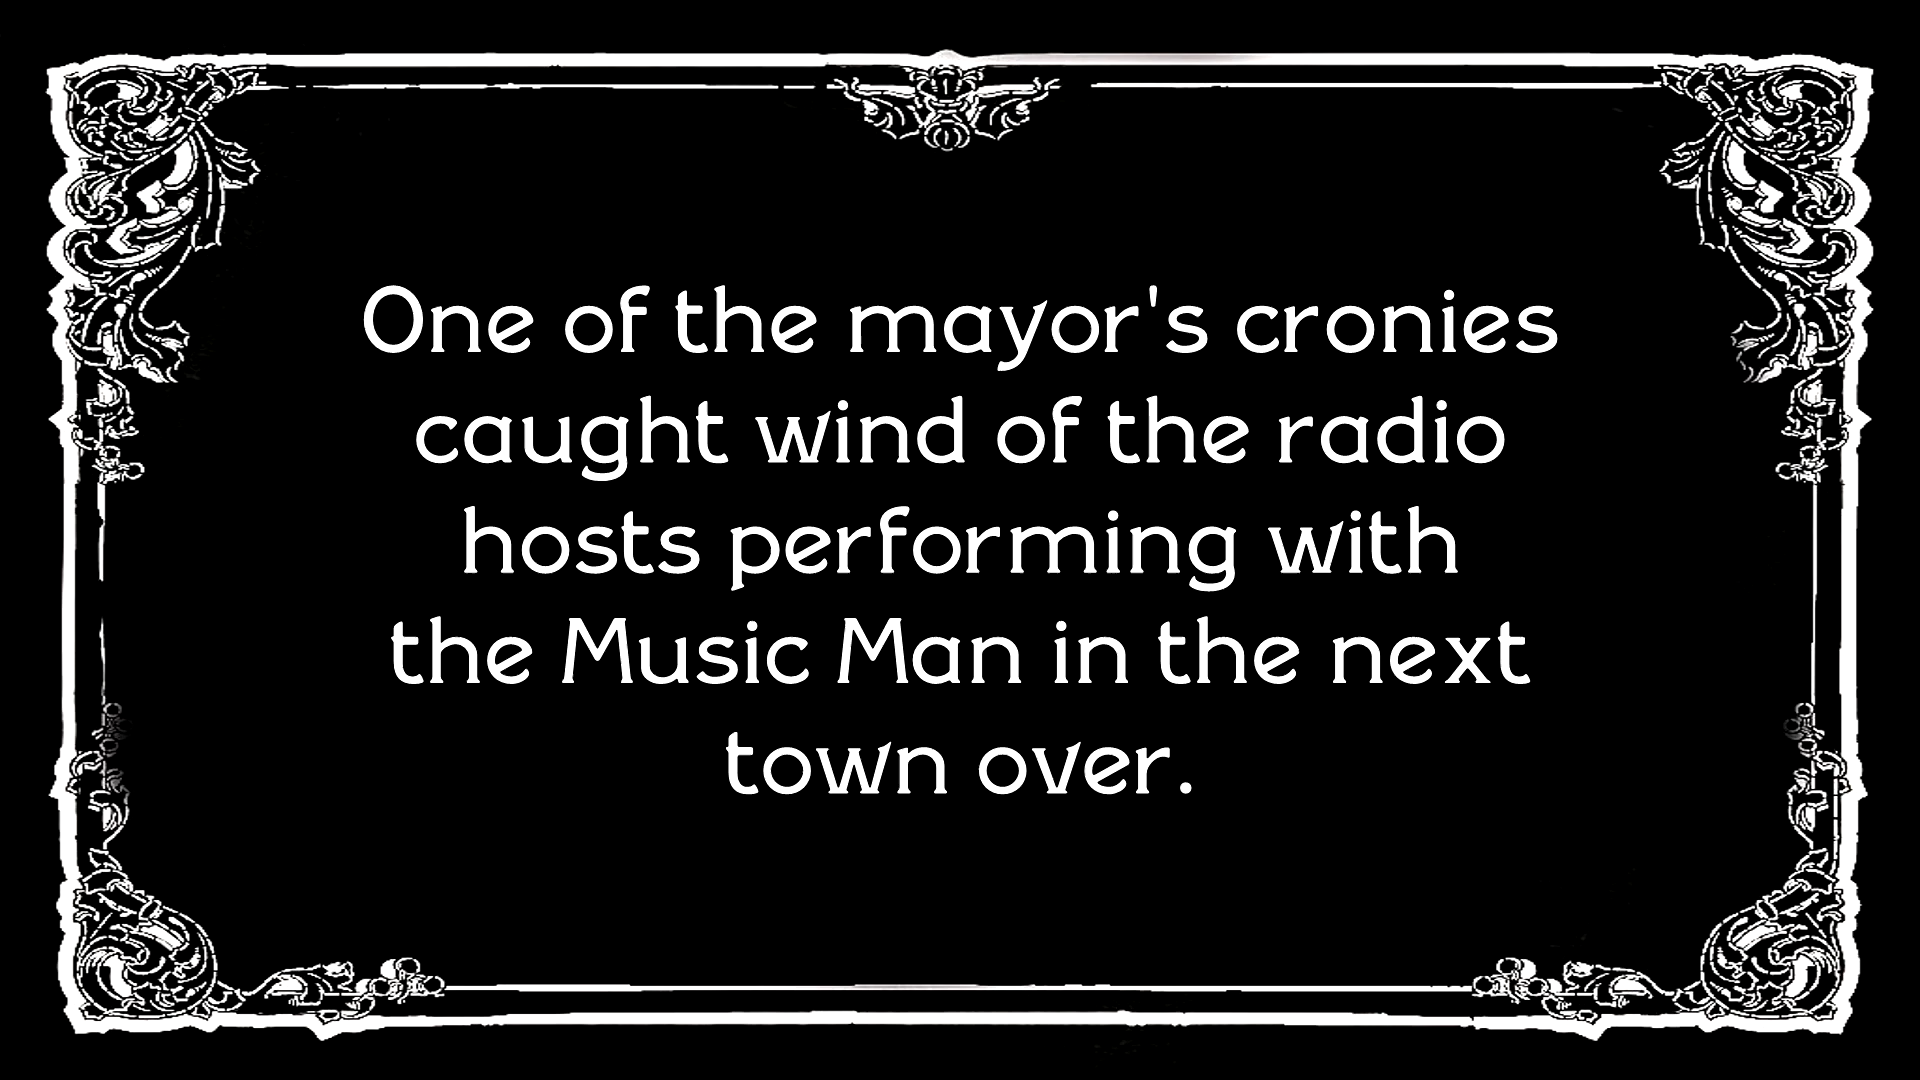 One of the mayor's cronies
caught wind of the radio
hosts performing with
the Music Man in the next
town over.